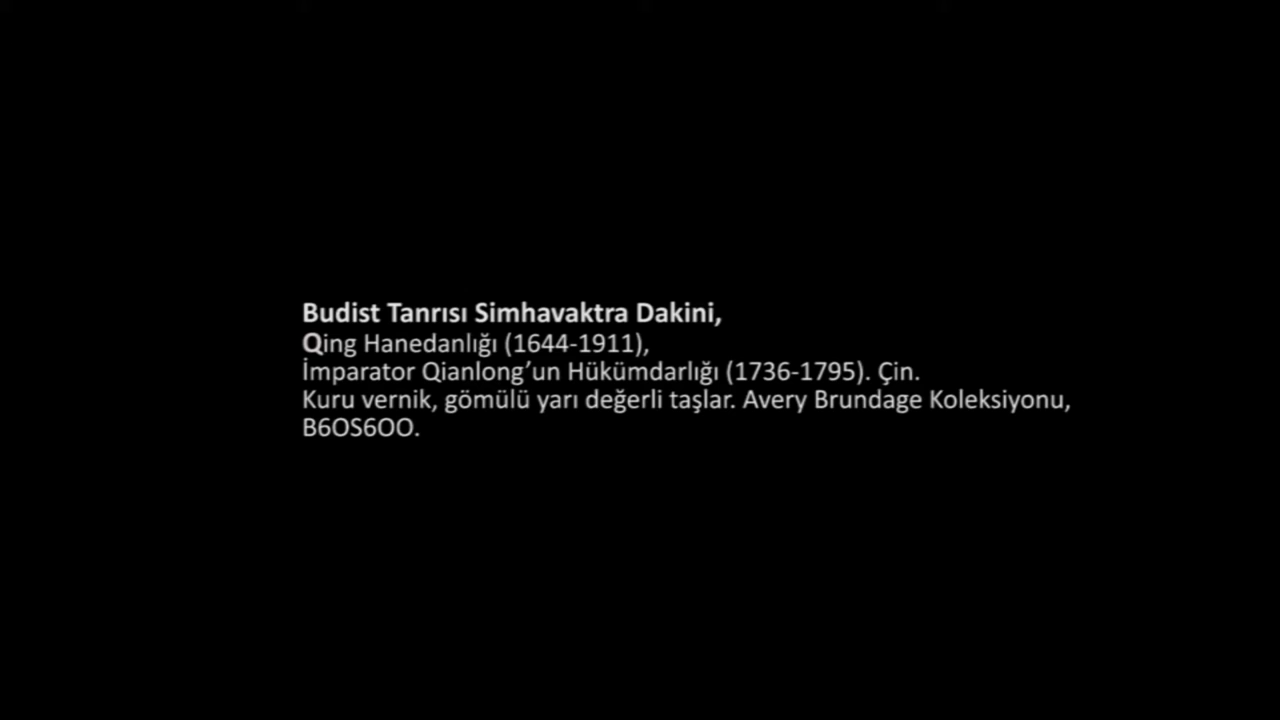 Budist Tanrısı Simhavaktra Dakini,
Qing Hanedanlığı (1644-1911),
İmparator Qianlong’un Hükümdarlığı (1736-1795). Çin.
Kuru vernik, gömülü yarı değerli taşlar. Avery Brundage Koleksiyonu,
B6OS6OO.